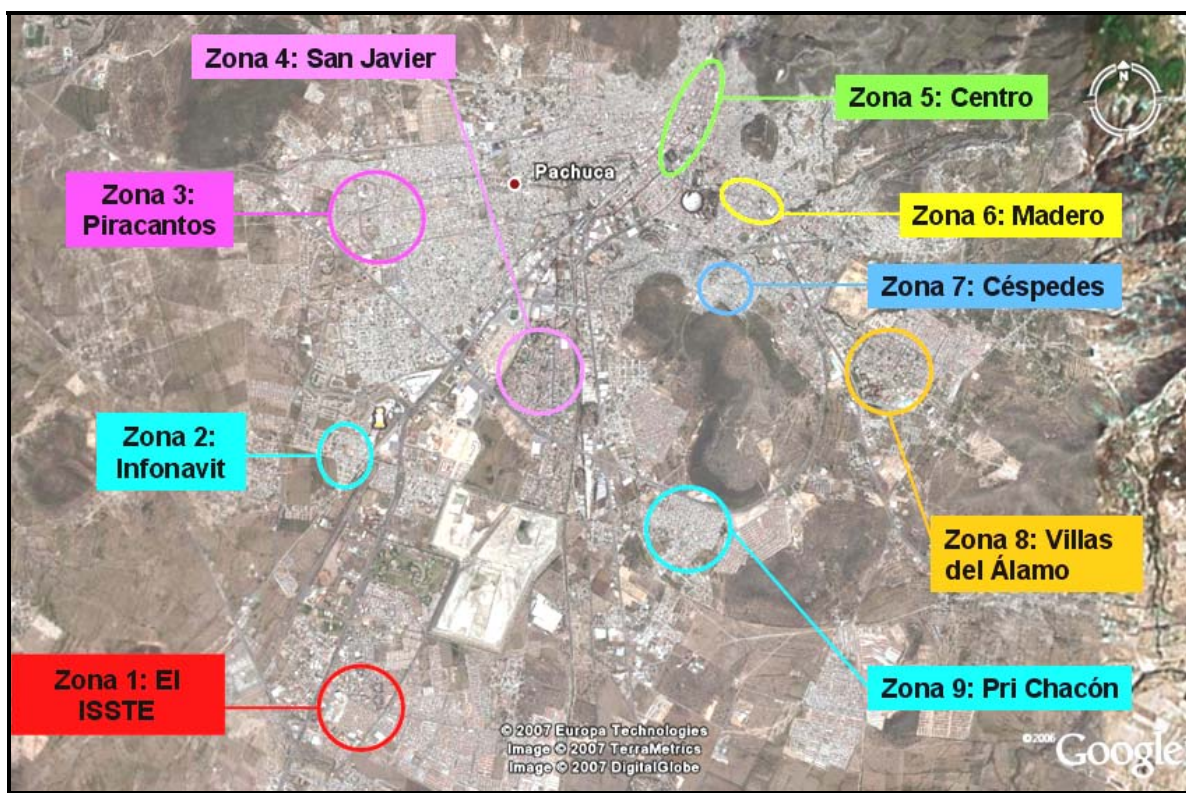 Zona 4: San Javier
Zona 5: Centro
N
Pachuca
Zona 3:
Piracantos
Zona 6: Madero
Zona 7: Céspedes
Zona 2:
Infonavit
Zona 8: Villas
del Álamo
Zona 1: El
ISSTE
Zona 9: Pri Chacón
© 2007 Europa Technologies
Image © 2007 TerraMetrics
Image © 2007 DigitalGlobe
©2006 Google